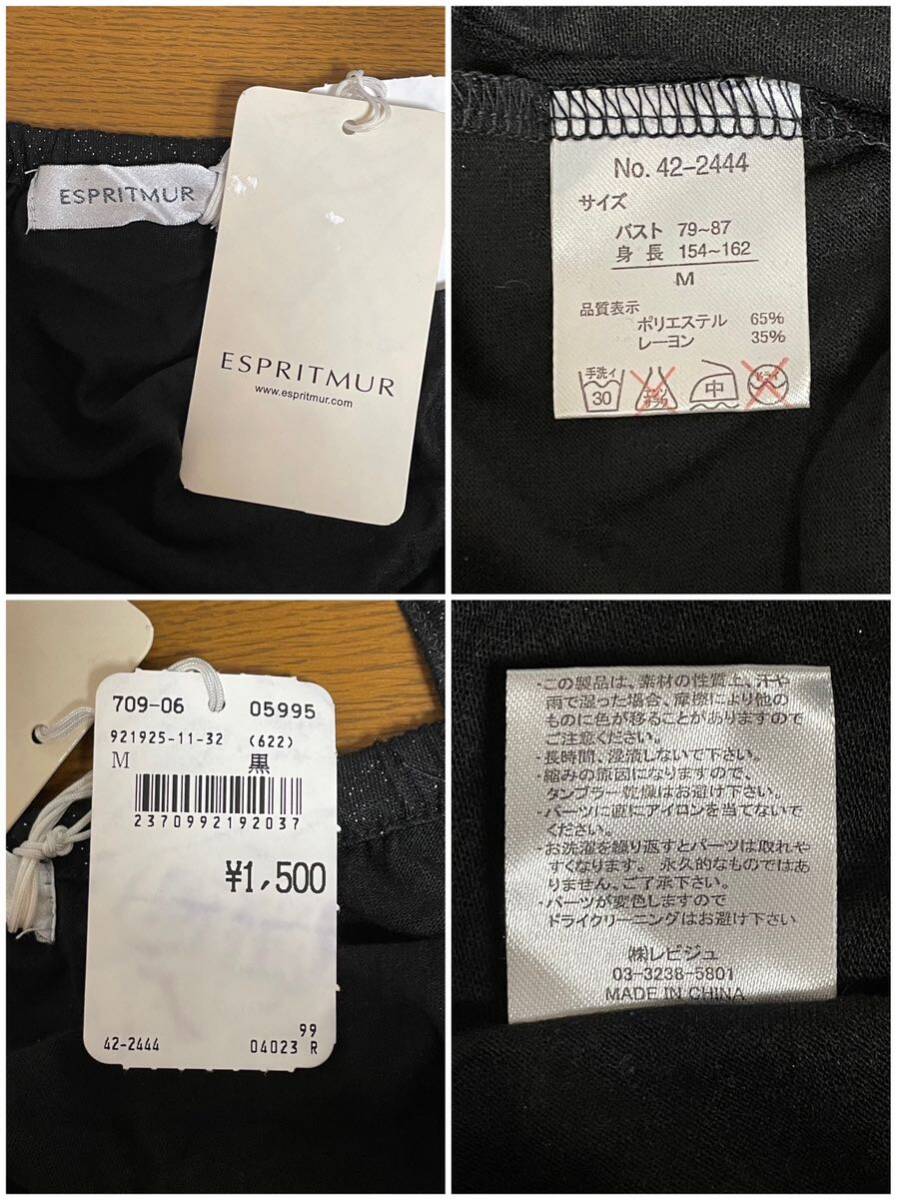 ESPRITMUR
ESPRITMUR
www.espritmur.com
No. 42-2444
サイズ
バスト 79~87
身長 154~162
M
品質表示
ポリエステル 65%
レーヨン 35%
手洗イ
30
エンソ
サラシ
中
ドライ
709-06 05995
921925-11-32 (622)
M 黒
2370992192037
¥1,500
99
42-2444 04023 R
・この製品は、素材の性質上、汗や
雨で湿った場合、摩擦により他の
ものに色が移ることがありますので
ご注意ください。
・長時間、浸漬しないで下さい。
・縮みの原因になりますので、
タンブラー乾燥はお避け下さい
・パーツに直にアイロンを当てないで
ください。
・お洗濯を繰り返すとパーツは取れや
すくなります。永久的なものではあ
りません、ご了承下さい。
・パーツが変色しますので
ドライクリーニングはお避け下さい
㈱レビジュ
03-3238-5801
MADE IN CHINA